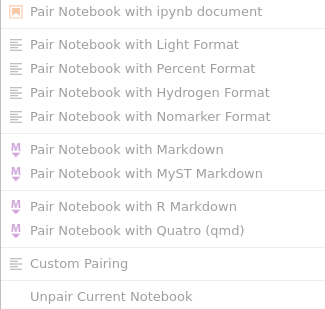 Pair Notebook with ipynb document
Pair Notebook with Light Format
Pair Notebook with Percent Format
Pair Notebook with Hydrogen Format
Pair Notebook with Nomarker Format
M Pair Notebook with Markdown
M Pair Notebook with MyST Markdown
M Pair Notebook with R Markdown
M Pair Notebook with Quatro (qmd)
Custom Pairing
Unpair Current Notebook